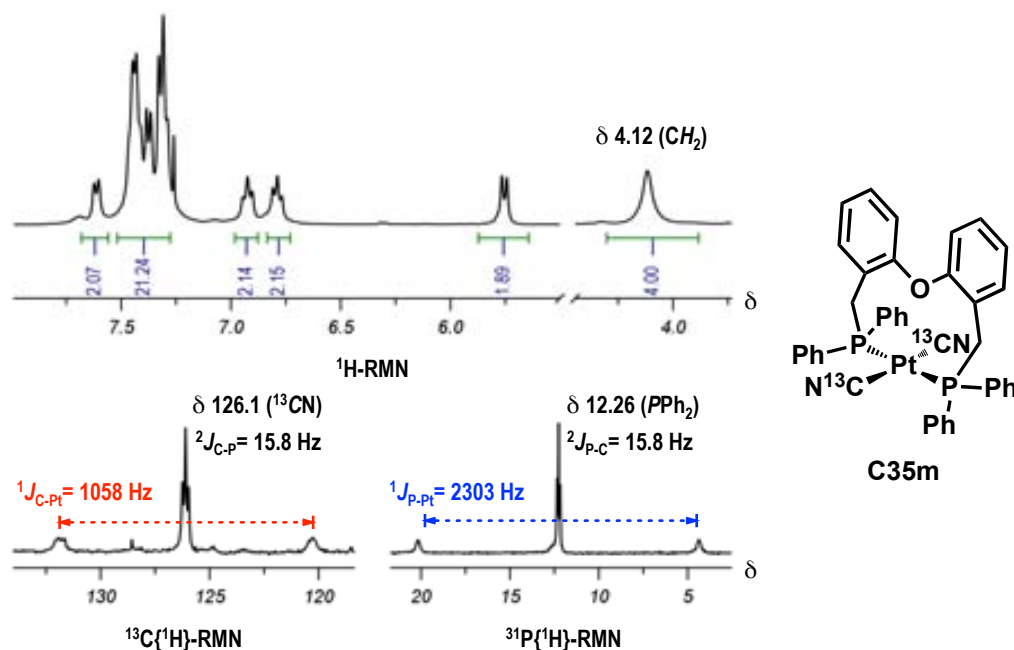 δ 4.12 (CH2)
2.07
21.24
2.14
2.15
1.89
4.00
7.5
7.0
6.5
6.0
4.0
δ
¹H-RMN
δ 126.1 (¹³CN)
²JC-P= 15.8 Hz
¹JC-Pt= 1058 Hz
130
125
120
¹³C{¹H}-RMN
δ 12.26 (PPh2)
²JP-C= 15.8 Hz
¹JP-Pt= 2303 Hz
20
15
10
5
δ
³¹P{¹H}-RMN
O
Ph
P
¹³CN
Ph
Pt
N¹³C
P
Ph
Ph
C35m